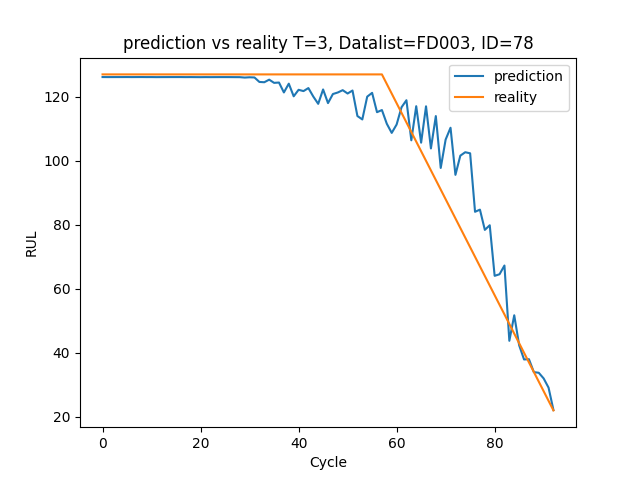 prediction vs reality T=3, Datalist=FD003, ID=78
prediction
reality
RUL
120
100
80
60
40
20
0 20 40 60 80
Cycle